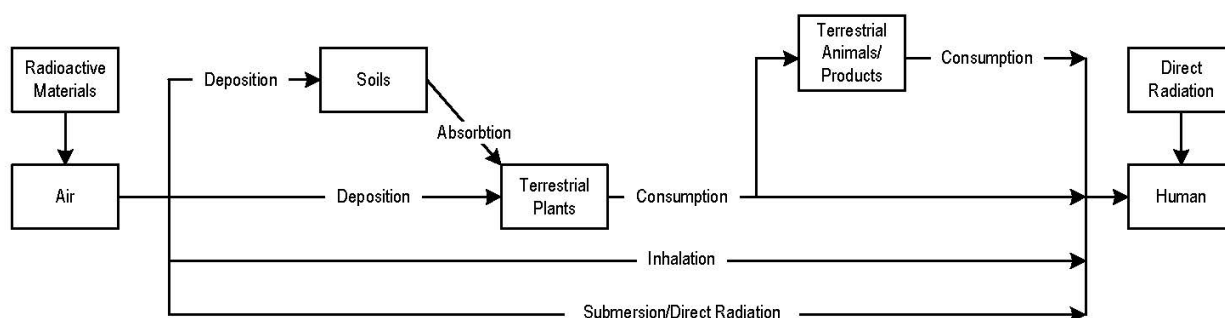 Radioactive
Materials
Deposition
Soils
Terrestrial
Animals/
Products
Consumption
Direct
Radiation
Absorbtion
Air
Deposition
Terrestrial
Plants
Consumption
Human
Inhalation
Submersion/Direct Radiation